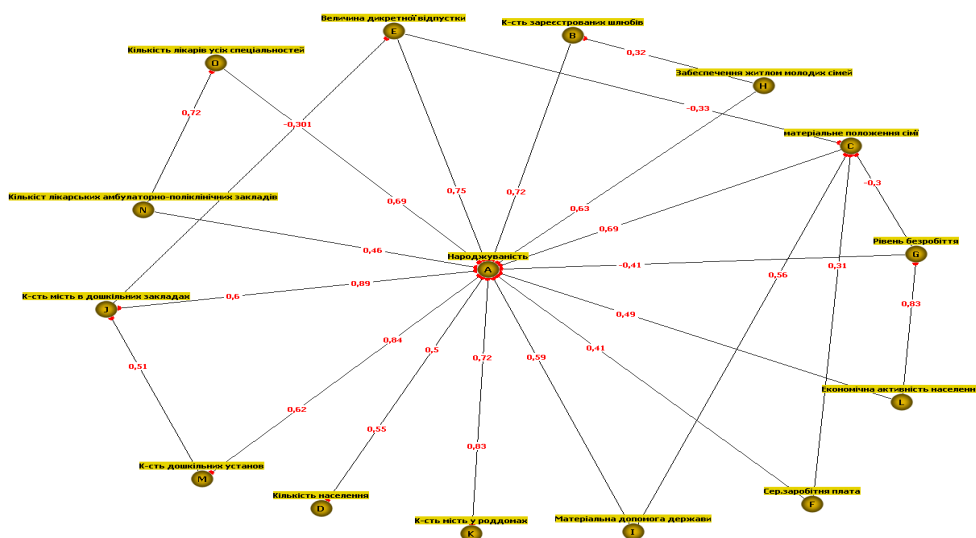 Величина дикретної відпустки
E
К-сть зареєстрованих шлюбів
B
0,32
Кількість лікарів усіх спеціальностей
O
Забеспечення житлом молодих сімей
H
-0,33
0,72
-0,301
матеріальне положення сімї
C
0,75
0,72
-0,3
Кількіст лікарських амбулаторно-поліклінічних закладів
N
0,69
0,63
0,69
0,46
Народжуваність
A
Рівень безробіття
G
-0,41
0,31
0,56
0,89
0,6
К-сть мість в дошкільних закладах
J
0,83
0,49
0,84
0,5
0,72
0,59
0,41
0,51
Економічна активність населенн
L
0,62
0,55
0,83
К-сть дошкільних установ
M
Кількість населення
D
Сер.заробітня плата
F
К-сть мість у роддомах
K
Матеріальна допомога держави
I